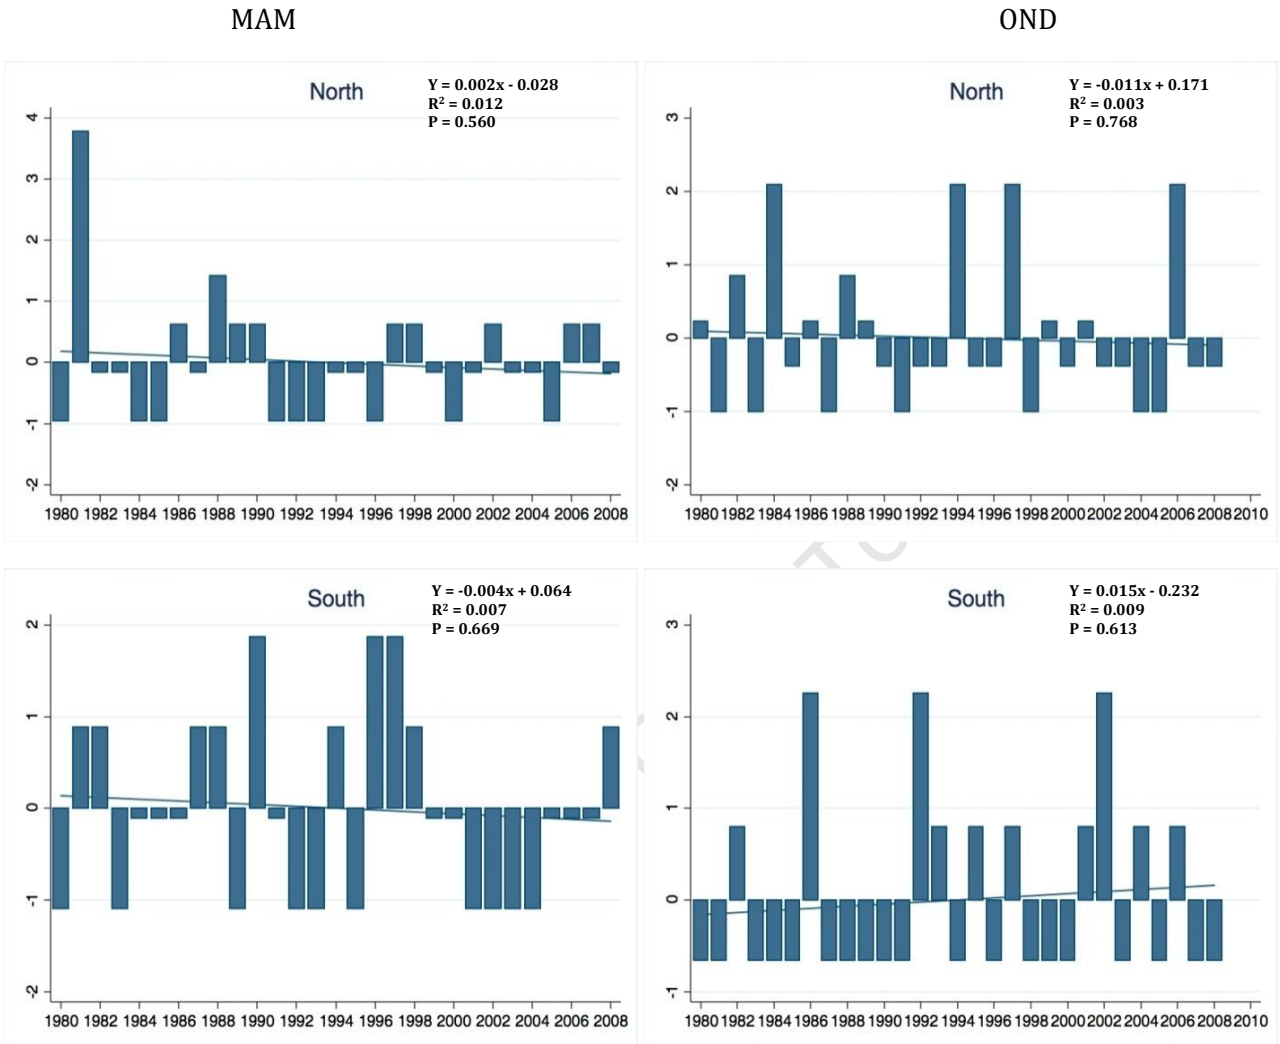 MAM
OND
North
Y = 0.002x - 0.028
R² = 0.012
P = 0.560
4
3
2
1
0
-1
-2
1980 1982 1984 1986 1988 1990 1992 1994 1996 1998 2000 2002 2004 2006 2008
North
Y = -0.011x + 0.171
R² = 0.003
P = 0.768
3
2
1
0
-1
-2
1980 1982 1984 1986 1988 1990 1992 1994 1996 1998 2000 2002 2004 2006 2008 2010
South
Y = -0.004x + 0.064
R² = 0.007
P = 0.669
2
1
0
-1
-2
1980 1982 1984 1986 1988 1990 1992 1994 1996 1998 2000 2002 2004 2006 2008
South
Y = 0.015x - 0.232
R² = 0.009
P = 0.613
3
2
1
0
-1
1980 1982 1984 1986 1988 1990 1992 1994 1996 1998 2000 2002 2004 2006 2008 2010